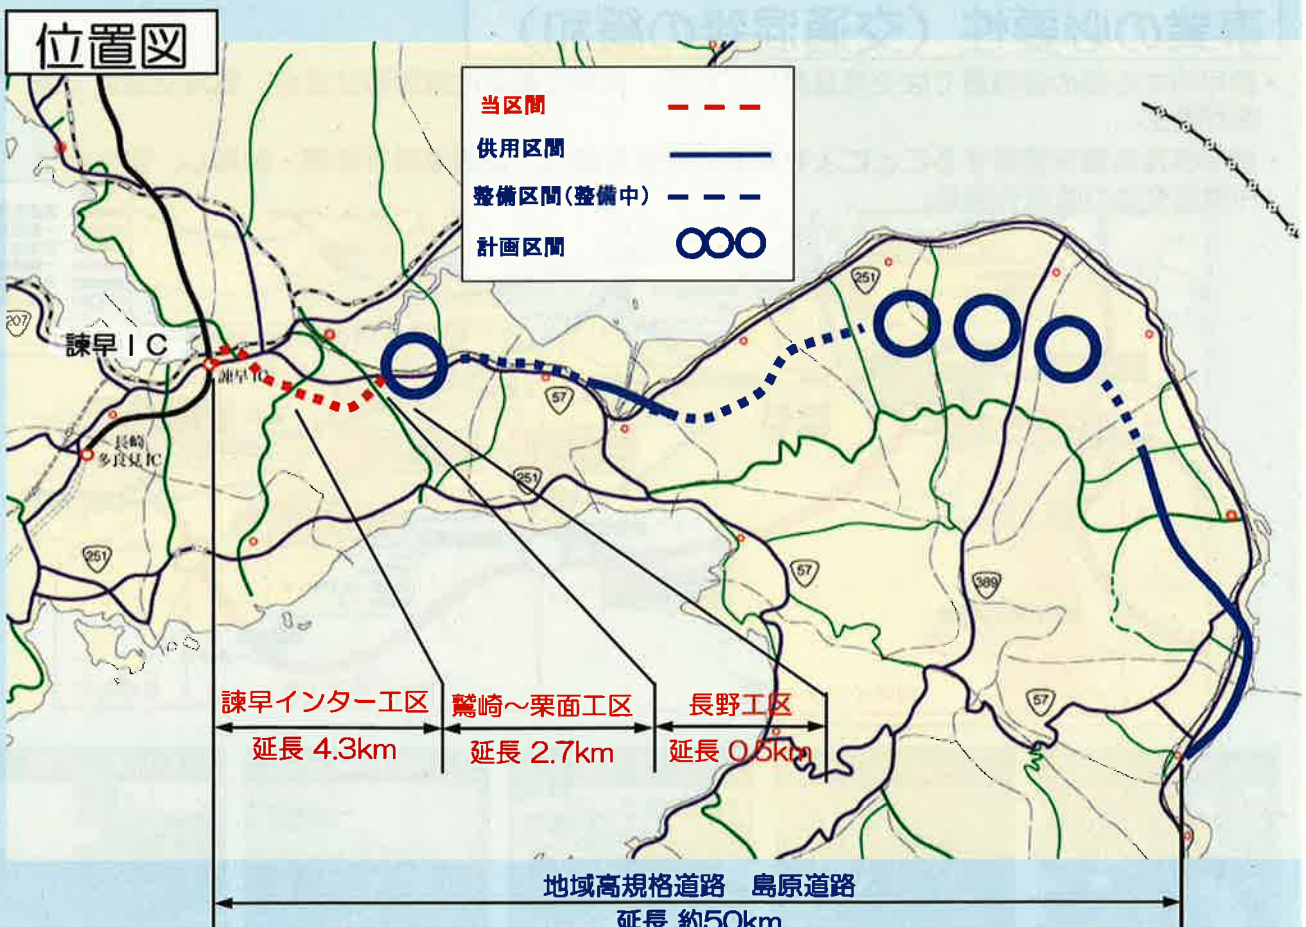 位置図
当区間
供用区間
整備区間(整備中)
計画区間
207
諫早IC
諫早IC
長崎
多良見IC
251
57
251
251
57
389
57
諫早インター工区
延長 4.3km
鷲崎～栗面工区
延長 2.7km
長野工区
延長 0.5km
地域高規格道路 島原道路
延長 約50km